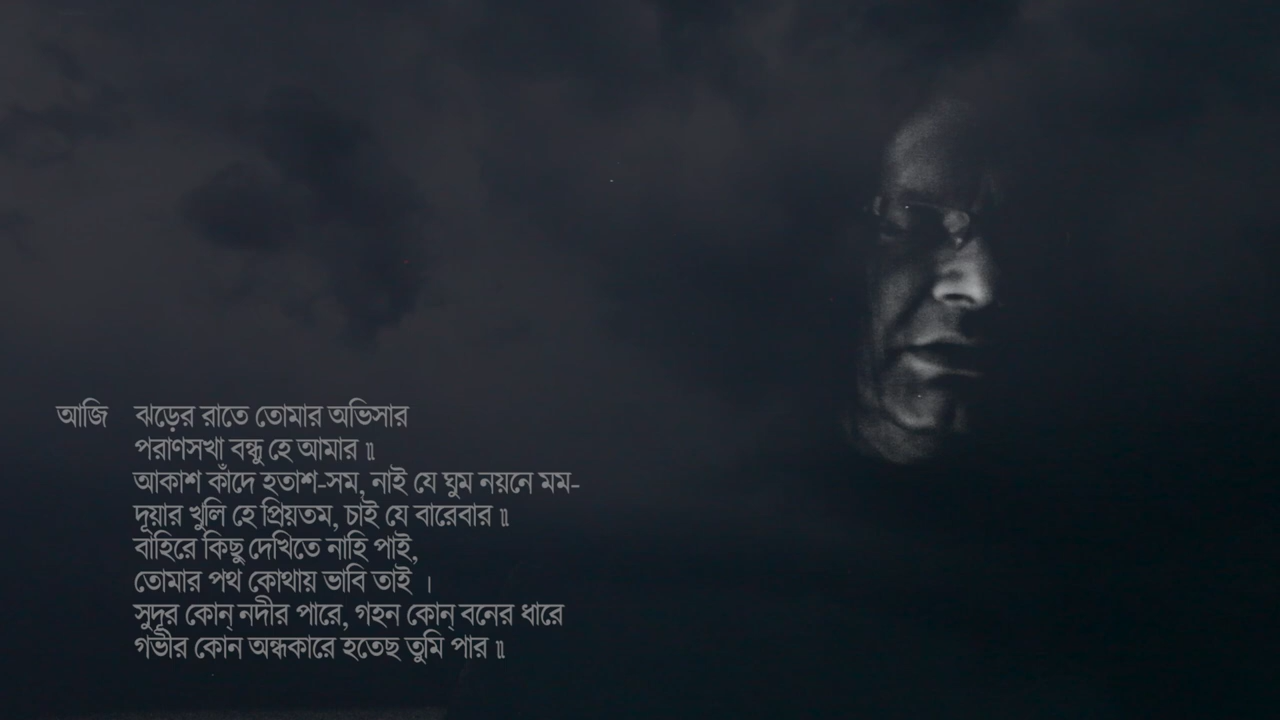 আজি ঝড়ের রাতে তোমার অভিসার
পরাণসখা বন্ধু হে আমার ॥
আকাশ কাঁদে হতাশ-সম, নাই যে ঘুম নয়নে মম-
দূয়ার খুলি হে প্রিয়তম, চাই যে বারেবার ॥
বাহিরে কিছু দেখিতে নাহি পাই,
তোমার পথ কোথায় ভাবি তাই ।
সুদূর কোন্ নদীর পারে, গহন কোন্ বনের ধারে
গভীর কোন অন্ধকারে হতেছ তুমি পার ॥